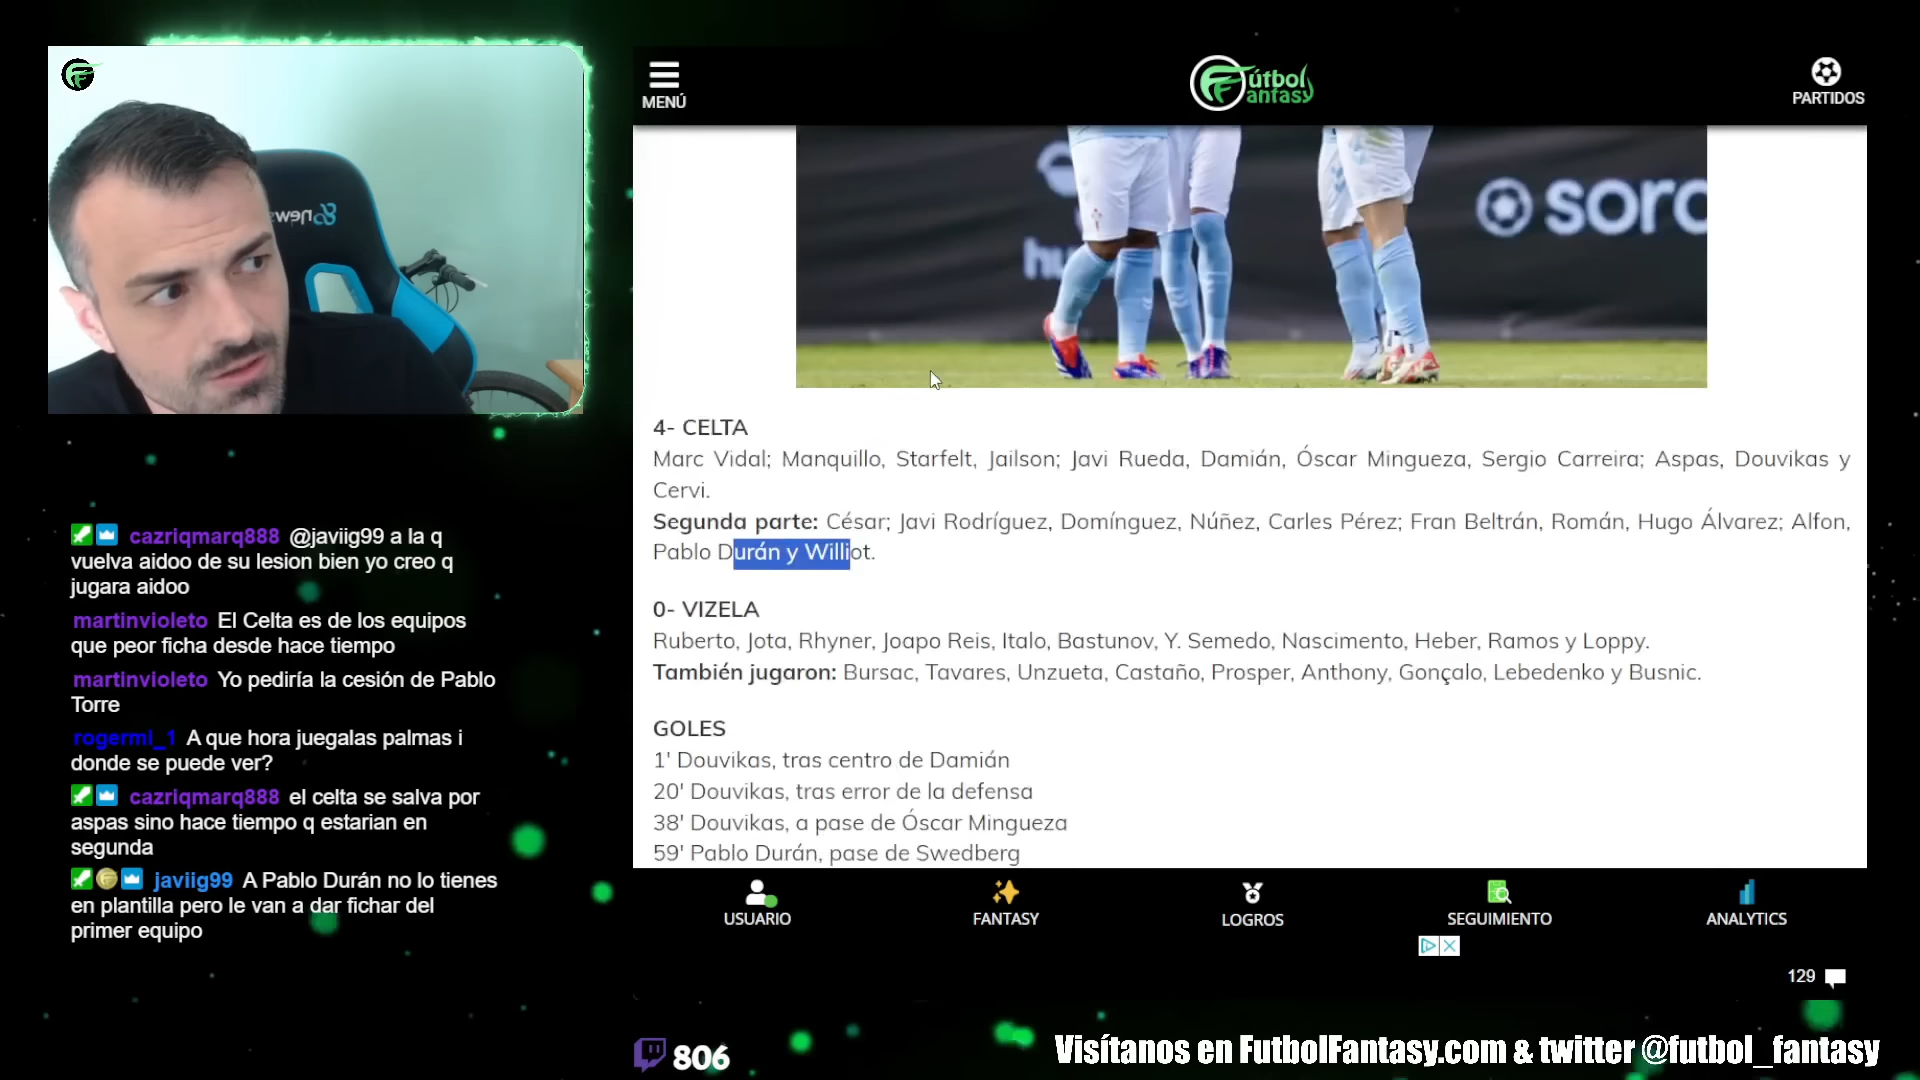 MENÚ
Fútbol
Fantasy
PARTIDOS
news
hu
soro
4- CELTA
Marc Vidal; Manquillo, Starfelt, Jailson; Javi Rueda, Damián, Óscar Mingueza, Sergio Carreira; Aspas, Douvikas y
Cervi.
Segunda parte: César; Javi Rodríguez, Domínguez, Núñez, Carles Pérez; Fran Beltrán, Román, Hugo Álvarez; Alfon,
Pablo Durán y Williot.
0- VIZELA
Ruberto, Jota, Rhyner, Joapo Reis, Italo, Bastunov, Y. Semedo, Nascimento, Heber, Ramos y Loppy.
También jugaron: Bursac, Tavares, Unzueta, Castaño, Prosper, Anthony, Gonçalo, Lebedenko y Busnic.
GOLES
1' Douvikas, tras centro de Damián
20' Douvikas, tras error de la defensa
38' Douvikas, a pase de Óscar Mingueza
59' Pablo Durán, pase de Swedberg
cazriqmarq888 @javiig99 a la q
vuelva aidoo de su lesion bien yo creo q
jugara aidoo
martinvioleto El Celta es de los equipos
que peor ficha desde hace tiempo
martinvioleto Yo pediría la cesión de Pablo
Torre
rogerml_1 A que hora juegalas palmas i
donde se puede ver?
cazriqmarq888 el celta se salva por
aspas sino hace tiempo q estarian en
segunda
javiig99 A Pablo Durán no lo tienes
en plantilla pero le van a dar fichar del
primer equipo
USUARIO
FANTASY
LOGROS
SEGUIMIENTO
ANALYTICS
129
806
Visítanos en FutbolFantasy.com & twitter @futbol_fantasy